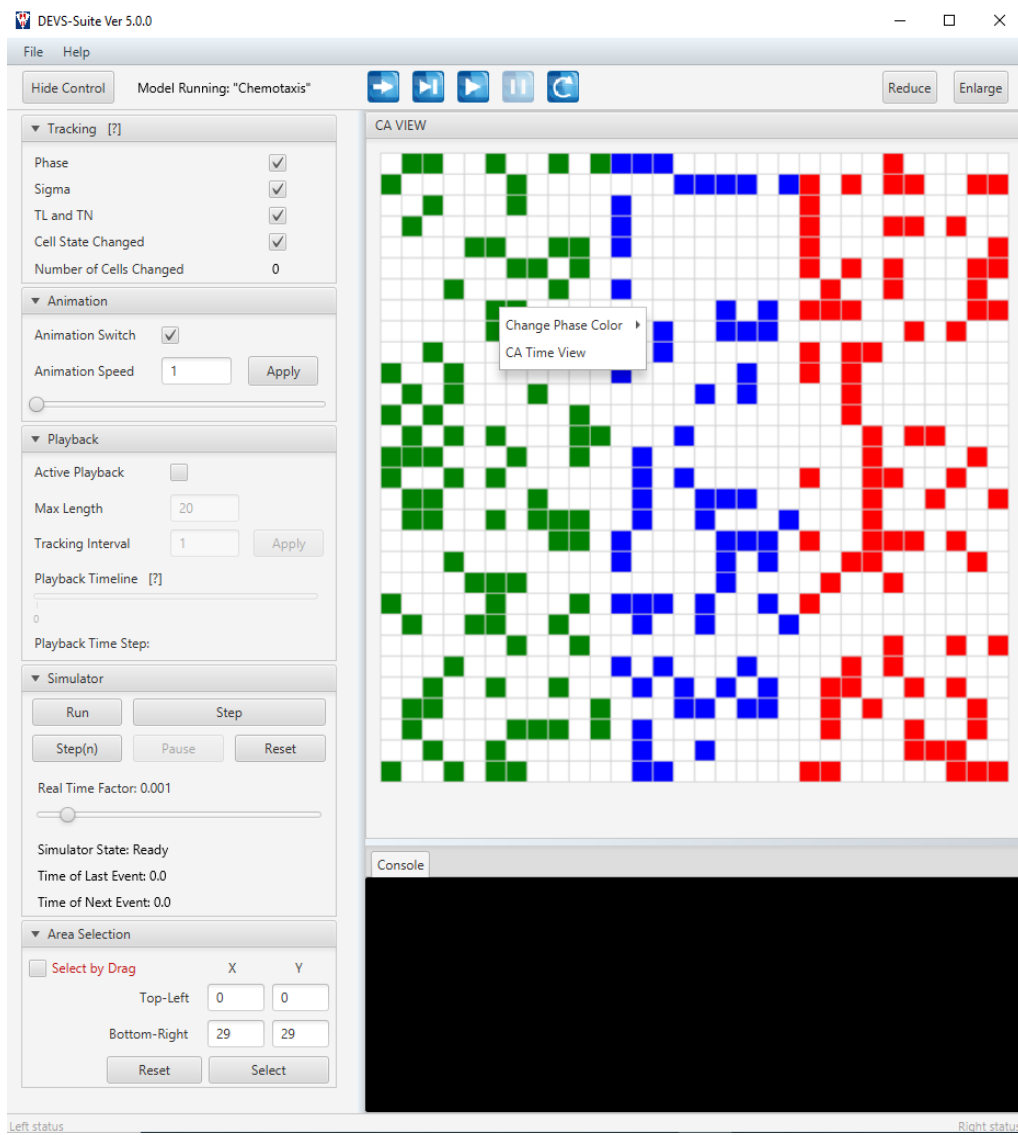 DEVS-Suite Ver 5.0.0
File Help
Hide Control Model Running: "Chemotaxis" Reduce Enlarge
▼ Tracking [?]
Phase
Sigma
TL and TN
Cell State Changed
Number of Cells Changed 0
▼ Animation
Animation Switch
Animation Speed 1 Apply
▼ Playback
Active Playback
Max Length 20
Tracking Interval 1 Apply
Playback Timeline [?]
0
Playback Time Step:
▼ Simulator
Run Step
Step(n) Pause Reset
Real Time Factor: 0.001
Simulator State: Ready
Time of Last Event: 0.0
Time of Next Event: 0.0
▼ Area Selection
Select by Drag X Y
Top-Left 0 0
Bottom-Right 29 29
Reset Select
CA VIEW
Change Phase Color
CA Time View
Console
Left status Right status